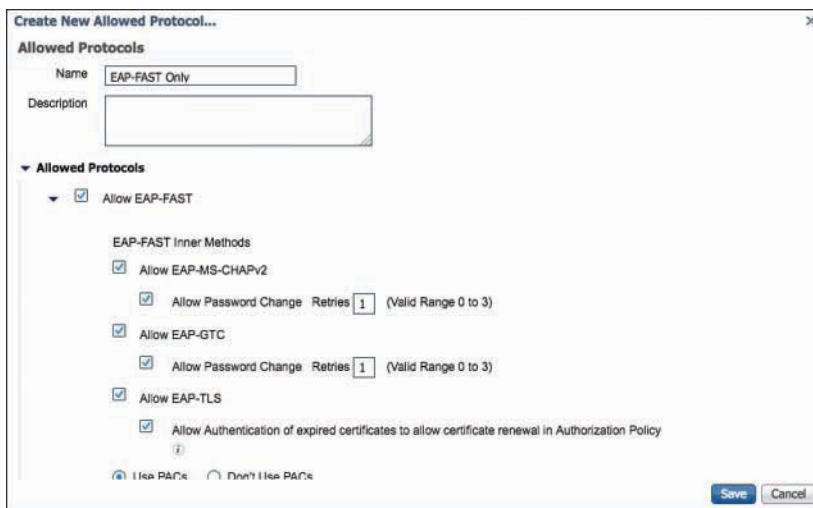 Create New Allowed Protocol...
Allowed Protocols
Name EAP-FAST Only
Description
Allowed Protocols
Allow EAP-FAST
EAP-FAST Inner Methods
Allow EAP-MS-CHAPv2
Allow Password Change Retries 1 (Valid Range 0 to 3)
Allow EAP-GTC
Allow Password Change Retries 1 (Valid Range 0 to 3)
Allow EAP-TLS
Allow Authentication of expired certificates to allow certificate renewal in Authorization Policy
i
Use PACs Don't Use PACs
Save Cancel